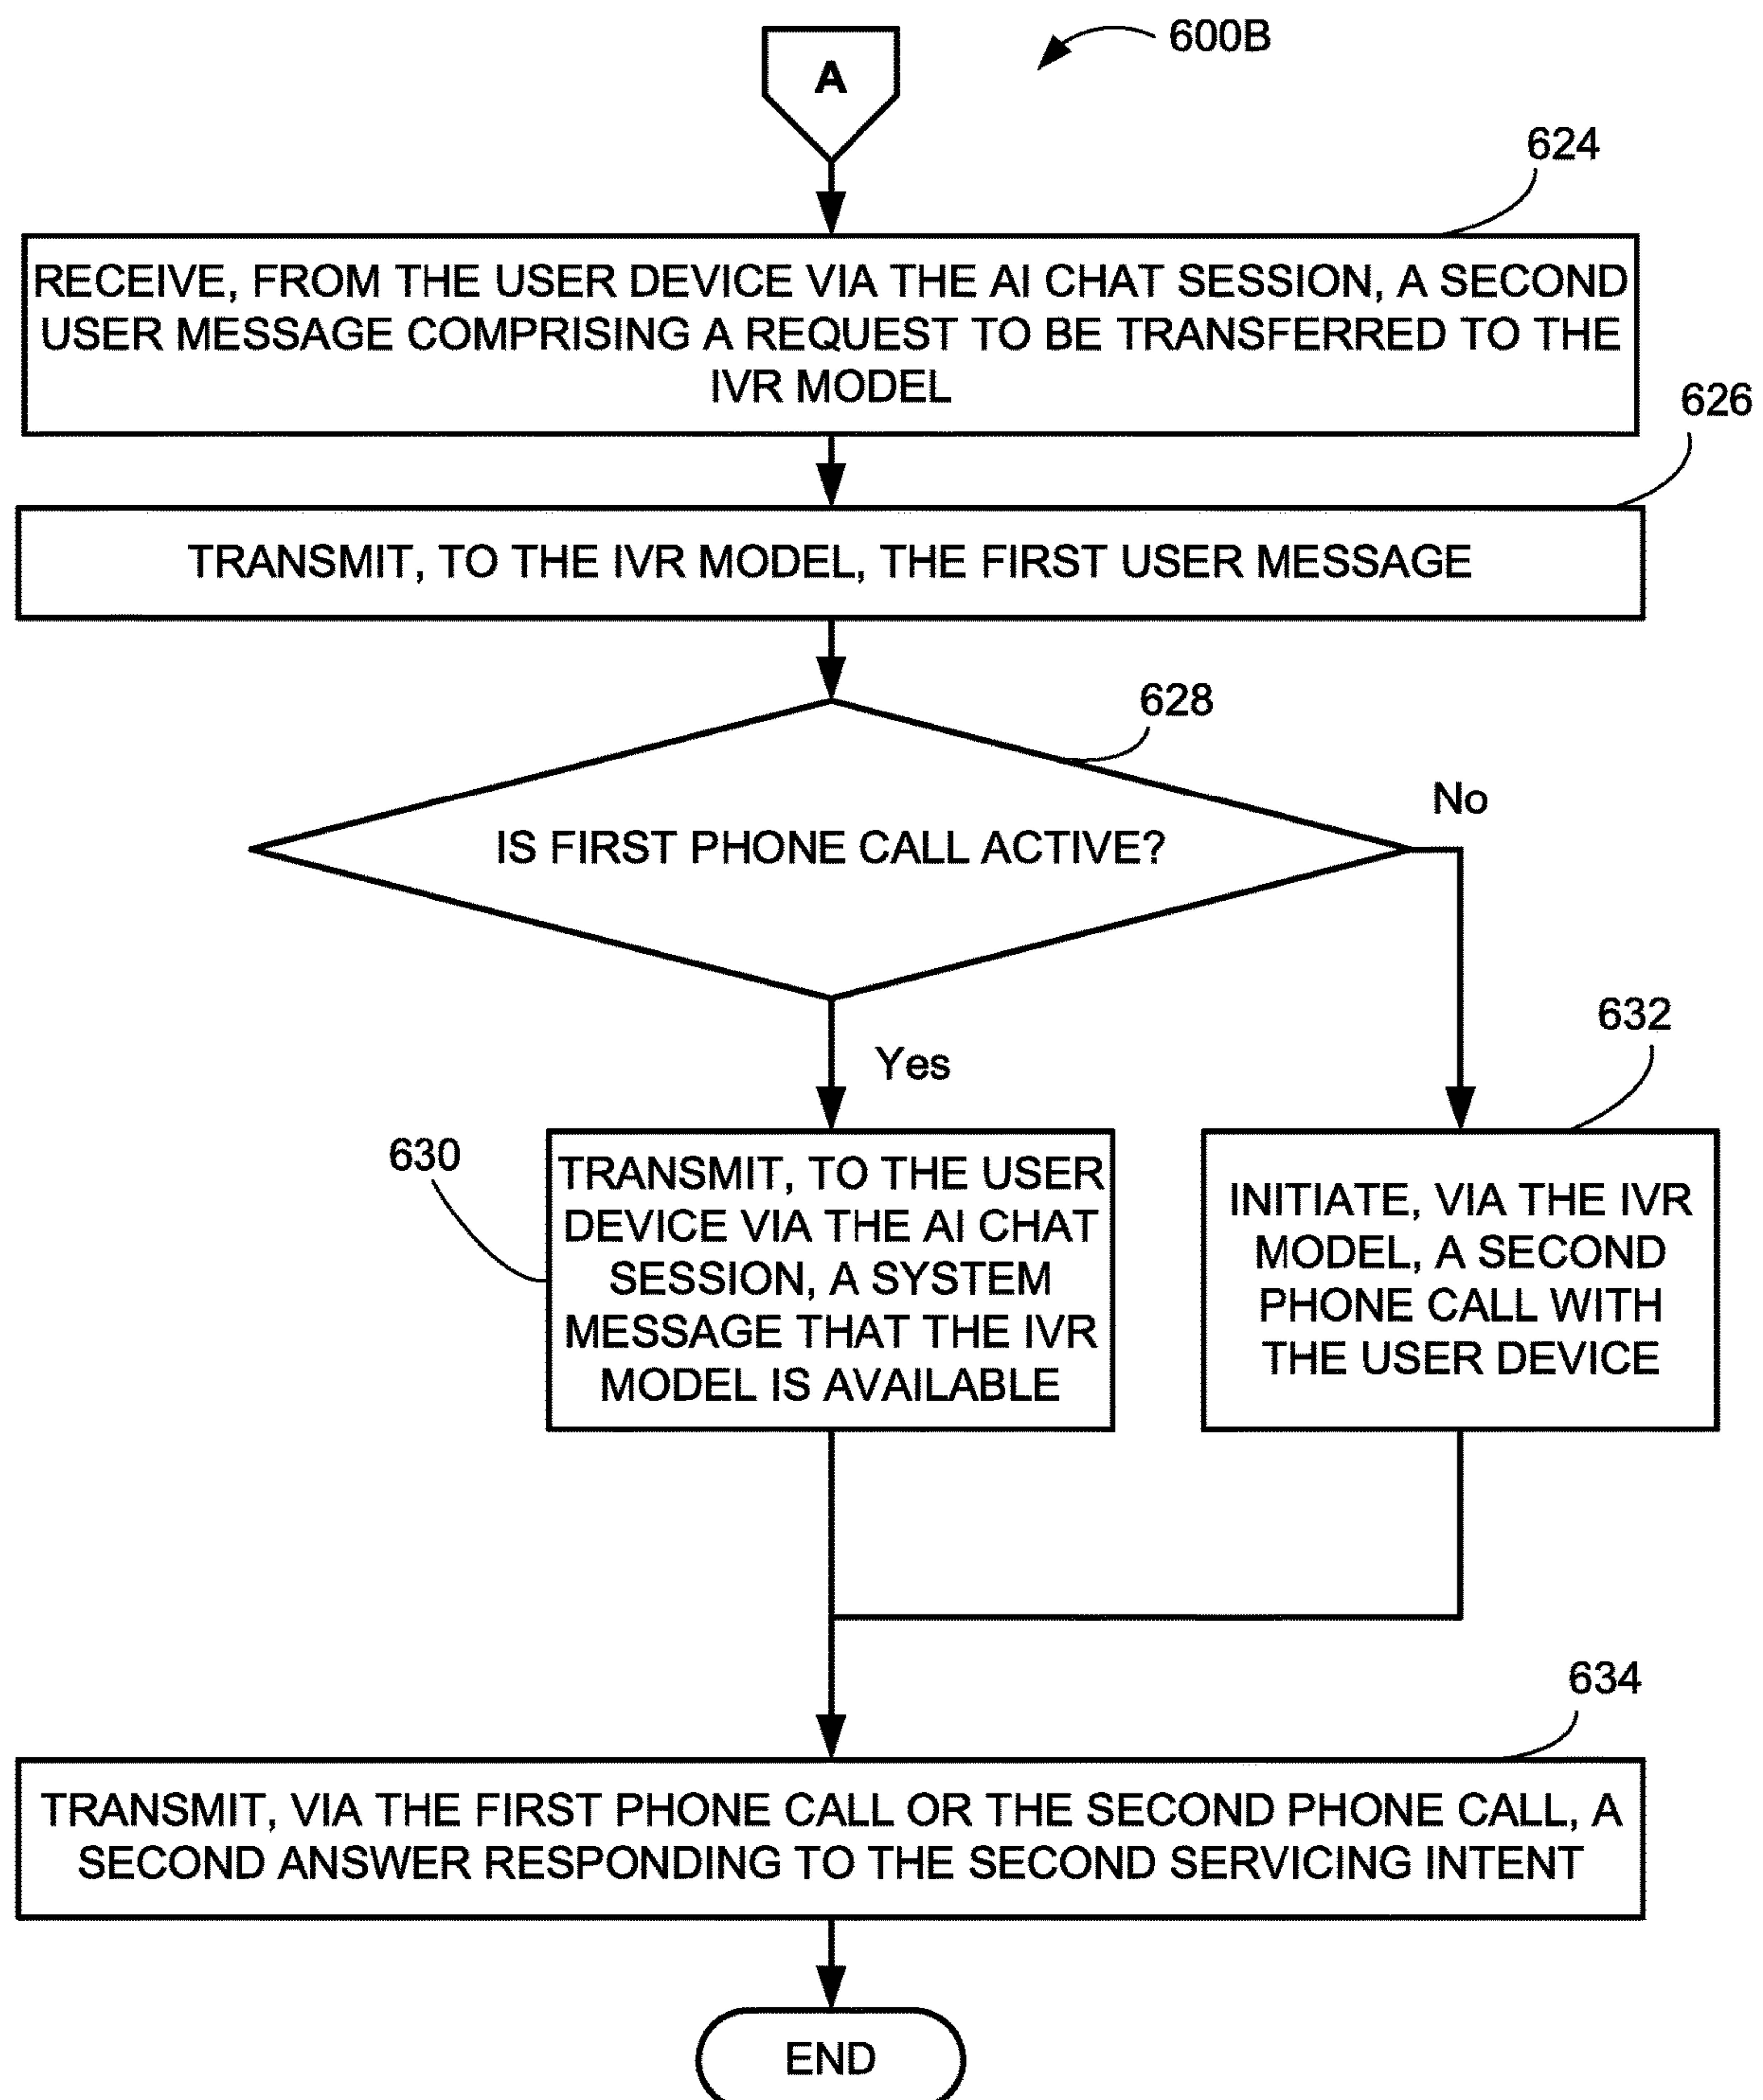 600B
A
624
RECEIVE, FROM THE USER DEVICE VIA THE AI CHAT SESSION, A SECOND
USER MESSAGE COMPRISING A REQUEST TO BE TRANSFERRED TO THE
IVR MODEL
626
TRANSMIT, TO THE IVR MODEL, THE FIRST USER MESSAGE
628
IS FIRST PHONE CALL ACTIVE?
No
Yes
630
TRANSMIT, TO THE USER
DEVICE VIA THE AI CHAT
SESSION, A SYSTEM
MESSAGE THAT THE IVR
MODEL IS AVAILABLE
632
INITIATE, VIA THE IVR
MODEL, A SECOND
PHONE CALL WITH
THE USER DEVICE
634
TRANSMIT, VIA THE FIRST PHONE CALL OR THE SECOND PHONE CALL, A
SECOND ANSWER RESPONDING TO THE SECOND SERVICING INTENT
END